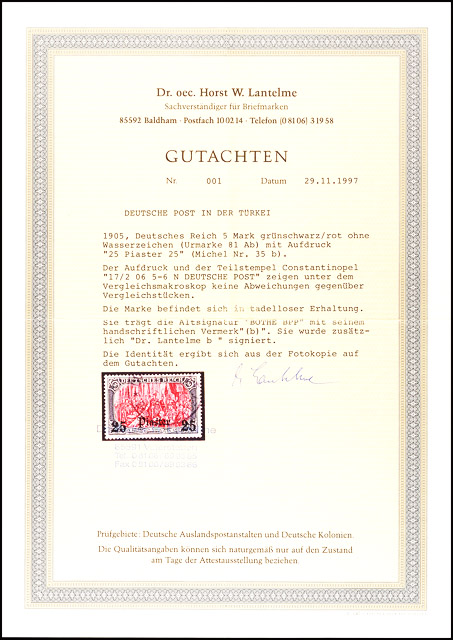 Dr. oec. Horst W. Lantelme
Sachverständiger für Briefmarken
85592 Baldham · Postfach 10 02 14 · Telefon (0 81 06) 3 19 58
GUTACHTEN
Nr. 001 Datum 29.11.1997
DEUTSCHE POST IN DER TÜRKEI
1905, Deutsches Reich 5 Mark grünschwarz/rot ohne
Wasserzeichen (Urmarke 81 Ab) mit Aufdruck
"25 Piaster 25" (Michel Nr. 35 b).
Der Aufdruck und der Teilstempel Constantinopel
"17/2 06 5-6 N DEUTSCHE POST" zeigen unter dem
Vergleichsmakroskop keine Abweichungen gegenüber
Vergleichstücken.
Die Marke befindet sich in tadelloser Erhaltung.
Sie trägt die Altsignatur "BOTHE BPP" mit seinem
handschriftlichen Vermerk"(b)". Sie wurde zusätz-
lich "Dr. Lantelme b " signiert.
Die Identität ergibt sich aus der Fotokopie auf
dem Gutachten.
DEUTSCHES REICH
25 Piaster 25
Prüfgebiete: Deutsche Auslandspostanstalten und Deutsche Kolonien.
Die Qualitätsangaben können sich naturgemäß nur auf den Zustand
am Tage der Attestausstellung beziehen.